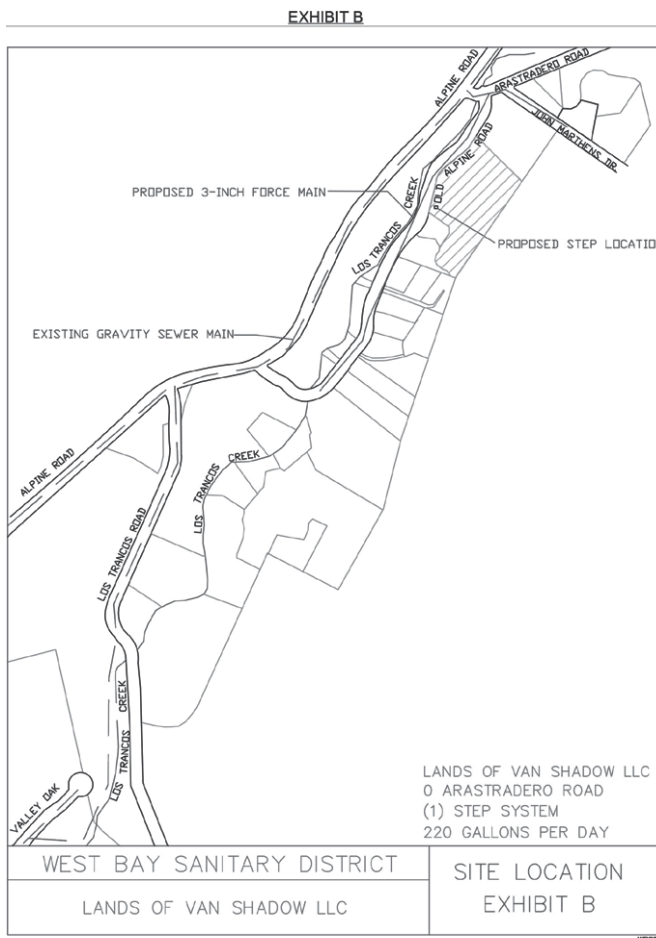 EXHIBIT B
ALPINE ROAD
ARASTRADERO ROAD
JOHN MARTHENS DR.
OLD ALPINE ROAD
PROPOSED 3-INCH FORCE MAIN
LOS TRANCOS CREEK
PROPOSED STEP LOCATIO
EXISTING GRAVITY SEWER MAIN
ALPINE ROAD
LOS TRANCOS CREEK
LOS TRANCOS ROAD
LOS TRANCOS CREEK
VALLEY OAK
LANDS OF VAN SHADOW LLC
0 ARASTRADERO ROAD
(1) STEP SYSTEM
220 GALLONS PER DAY
WEST BAY SANITARY DISTRICT
LANDS OF VAN SHADOW LLC
SITE LOCATION
EXHIBIT B